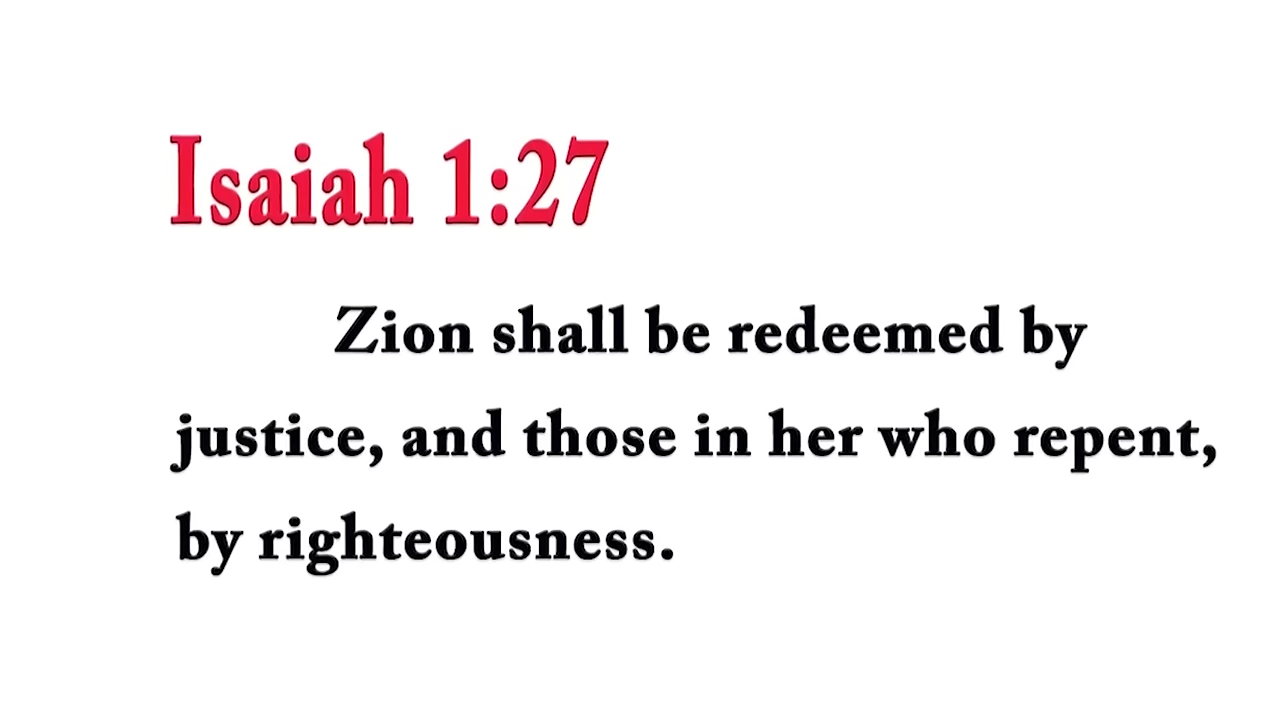 Isaiah 1:27
Zion shall be redeemed by
justice, and those in her who repent,
by righteousness.